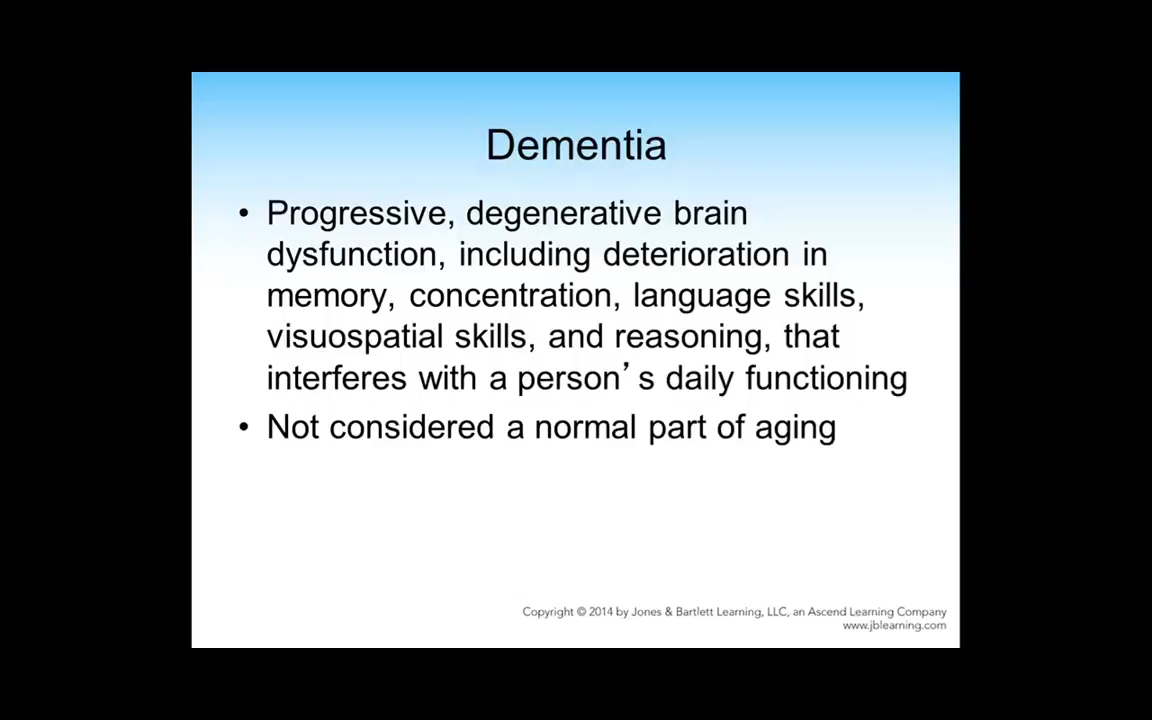 Dementia
• Progressive, degenerative brain
dysfunction, including deterioration in
memory, concentration, language skills,
visuospatial skills, and reasoning, that
interferes with a person’s daily functioning
• Not considered a normal part of aging
Copyright © 2014 by Jones & Bartlett Learning, LLC, an Ascend Learning Company
www.jblearning.com